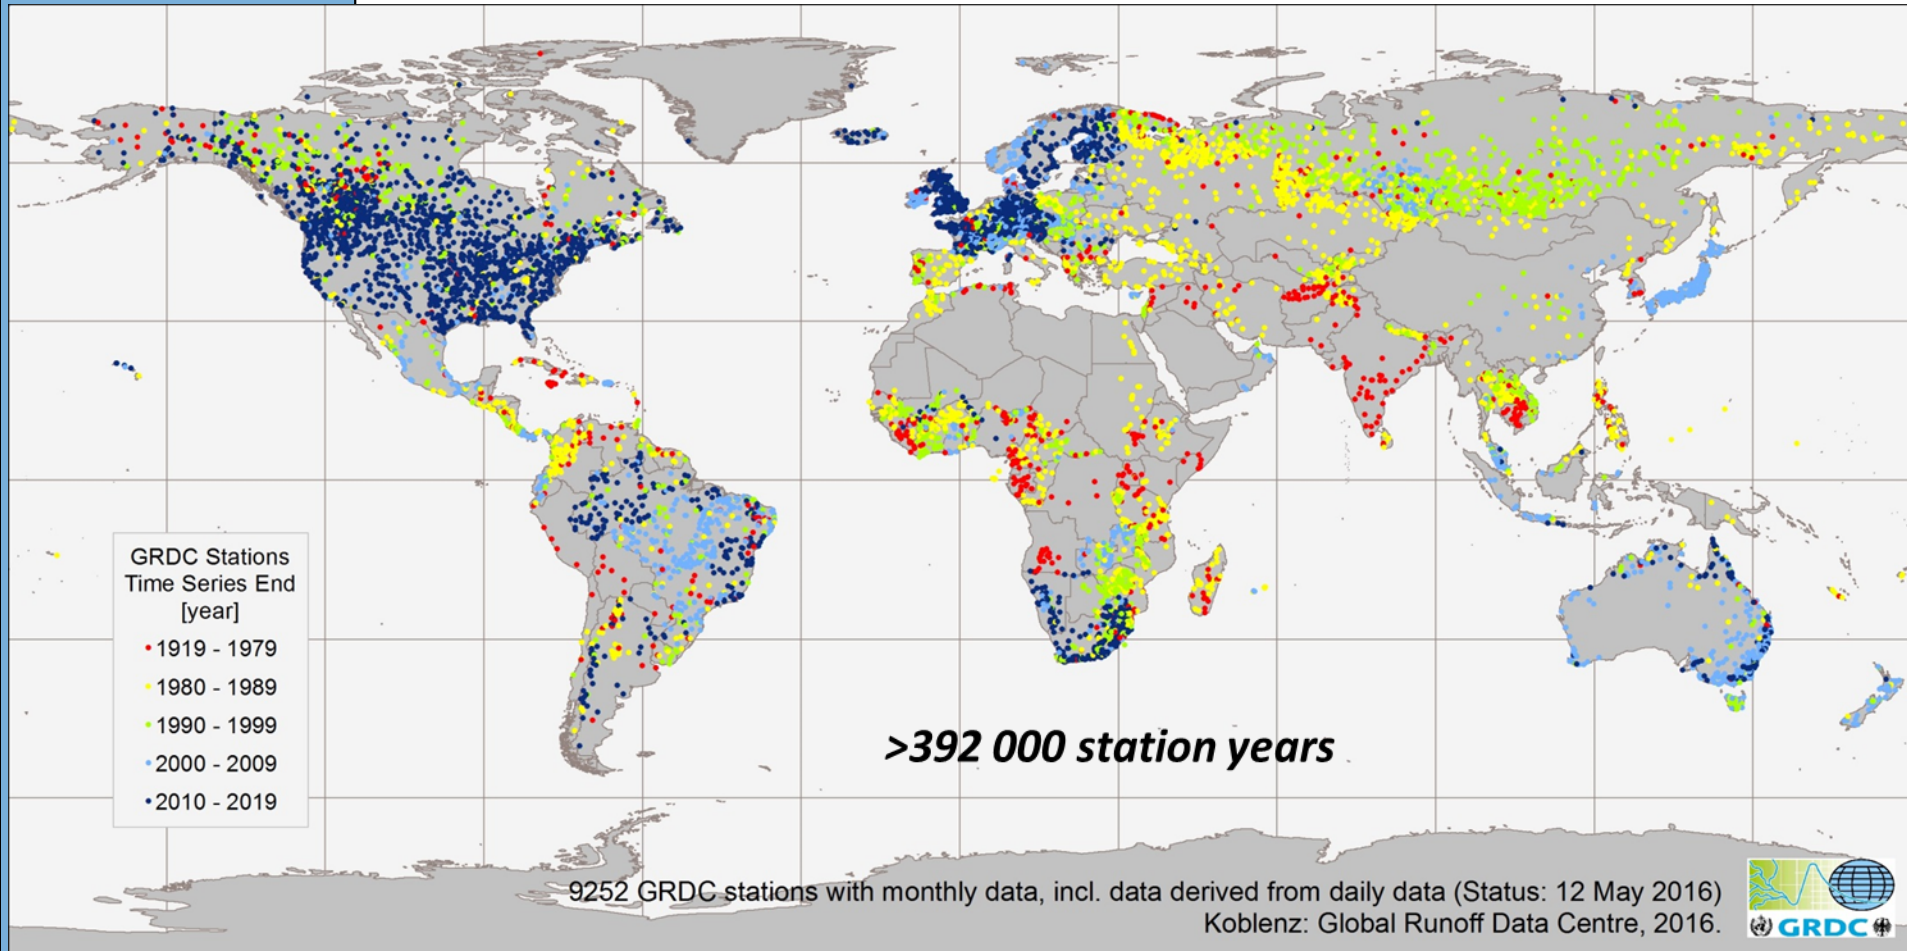 GRDC Stations
Time Series End
[year]
1919 - 1979
1980 - 1989
1990 - 1999
2000 - 2009
2010 - 2019
>392 000 station years
9252 GRDC stations with monthly data, incl. data derived from daily data (Status: 12 May 2016)
Koblenz: Global Runoff Data Centre, 2016.
GRDC